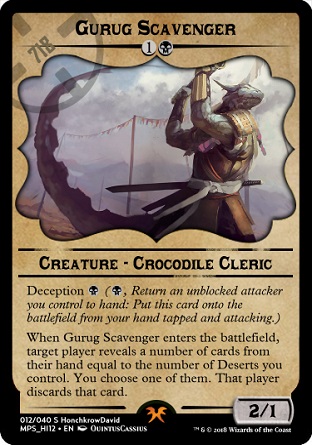 Gurug Scavenger
1
718
Creature - Crocodile Cleric
Deception (, Return an unblocked attacker
you control to hand: Put this card onto the
battlefield from your hand tapped and attacking.)
When Gurug Scavenger enters the battlefield,
target player reveals a number of cards from
their hand equal to the number of Deserts you
control. You choose one of them. That player
discards that card.
012/040 S HonchkrowDavid
MPS_HI12 • EN QuintusCassius
™ & © 2018 Wizards of the Coast
2/1